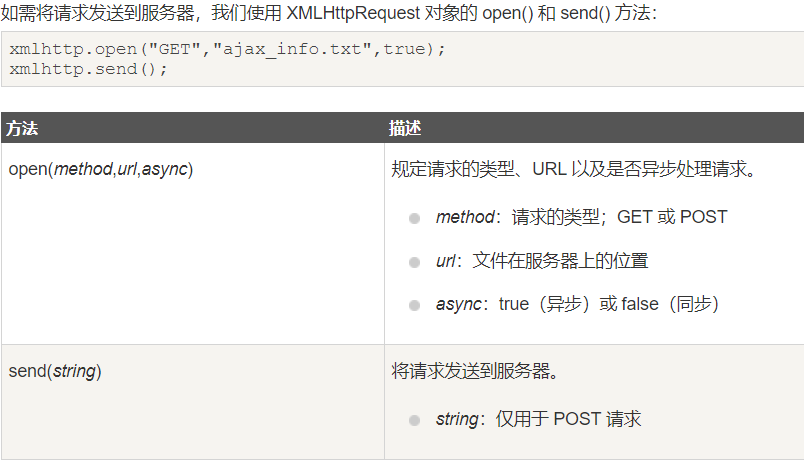 如需将请求发送到服务器，我们使用 XMLHttpRequest 对象的 open() 和 send() 方法：
xmlhttp.open("GET","ajax_info.txt",true);
xmlhttp.send();
方法 描述
open(method,url,async) 规定请求的类型、URL 以及是否异步处理请求。
method：请求的类型；GET 或 POST
url：文件在服务器上的位置
async：true（异步）或 false（同步）
send(string) 将请求发送到服务器。
string：仅用于 POST 请求